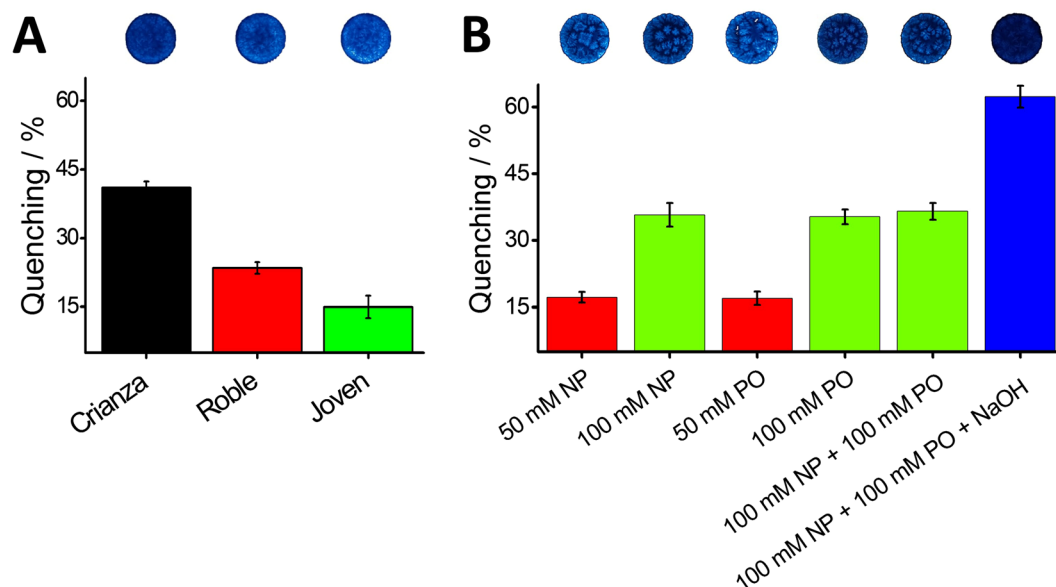 A
B
Quenching / %
60
45
30
15
Crianza
Roble
Joven
Quenching / %
60
45
30
15
50 mM NP
100 mM NP
50 mM PO
100 mM PO
100 mM NP + 100 mM PO
100 mM NP + 100 mM PO + NaOH